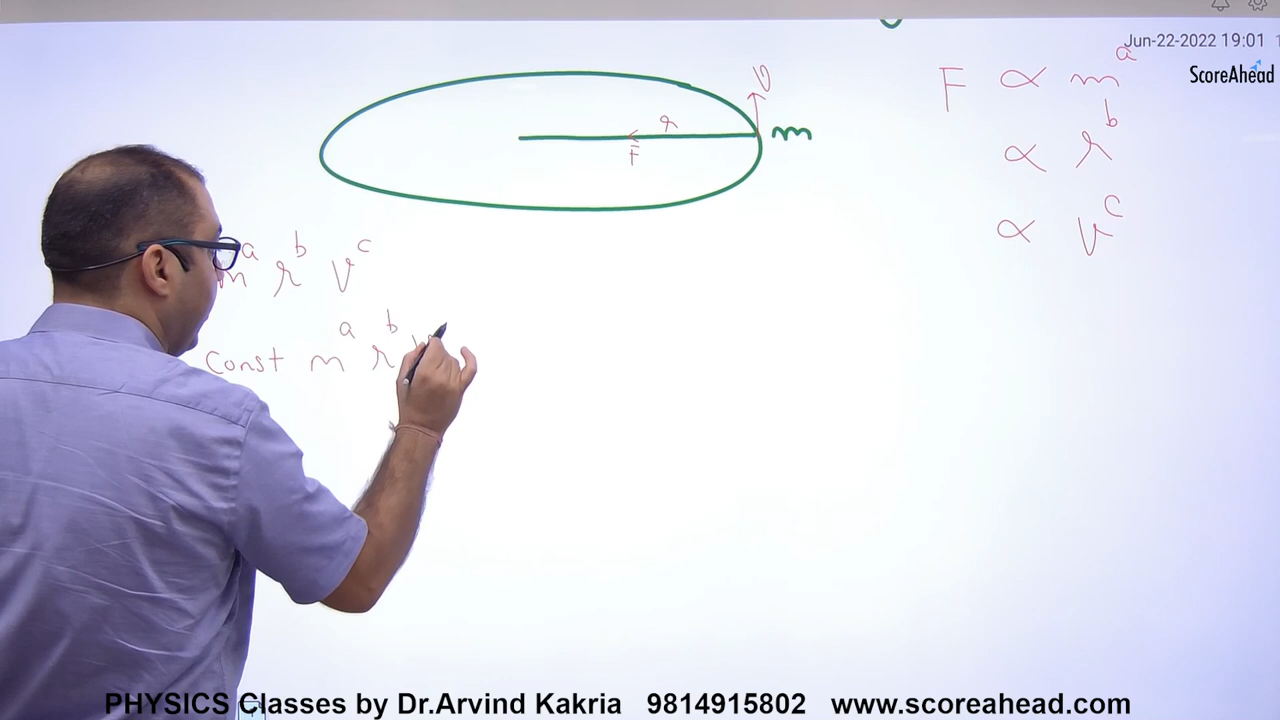 Jun-22-2022 19:01
ScoreAhead
v
r
F
m
F ∝ m^a
∝ r^b
∝ v^c
m^a r^b v^c
Const m^a r^b
PHYSICS Classes by Dr.Arvind Kakria 9814915802 www.scoreahead.com